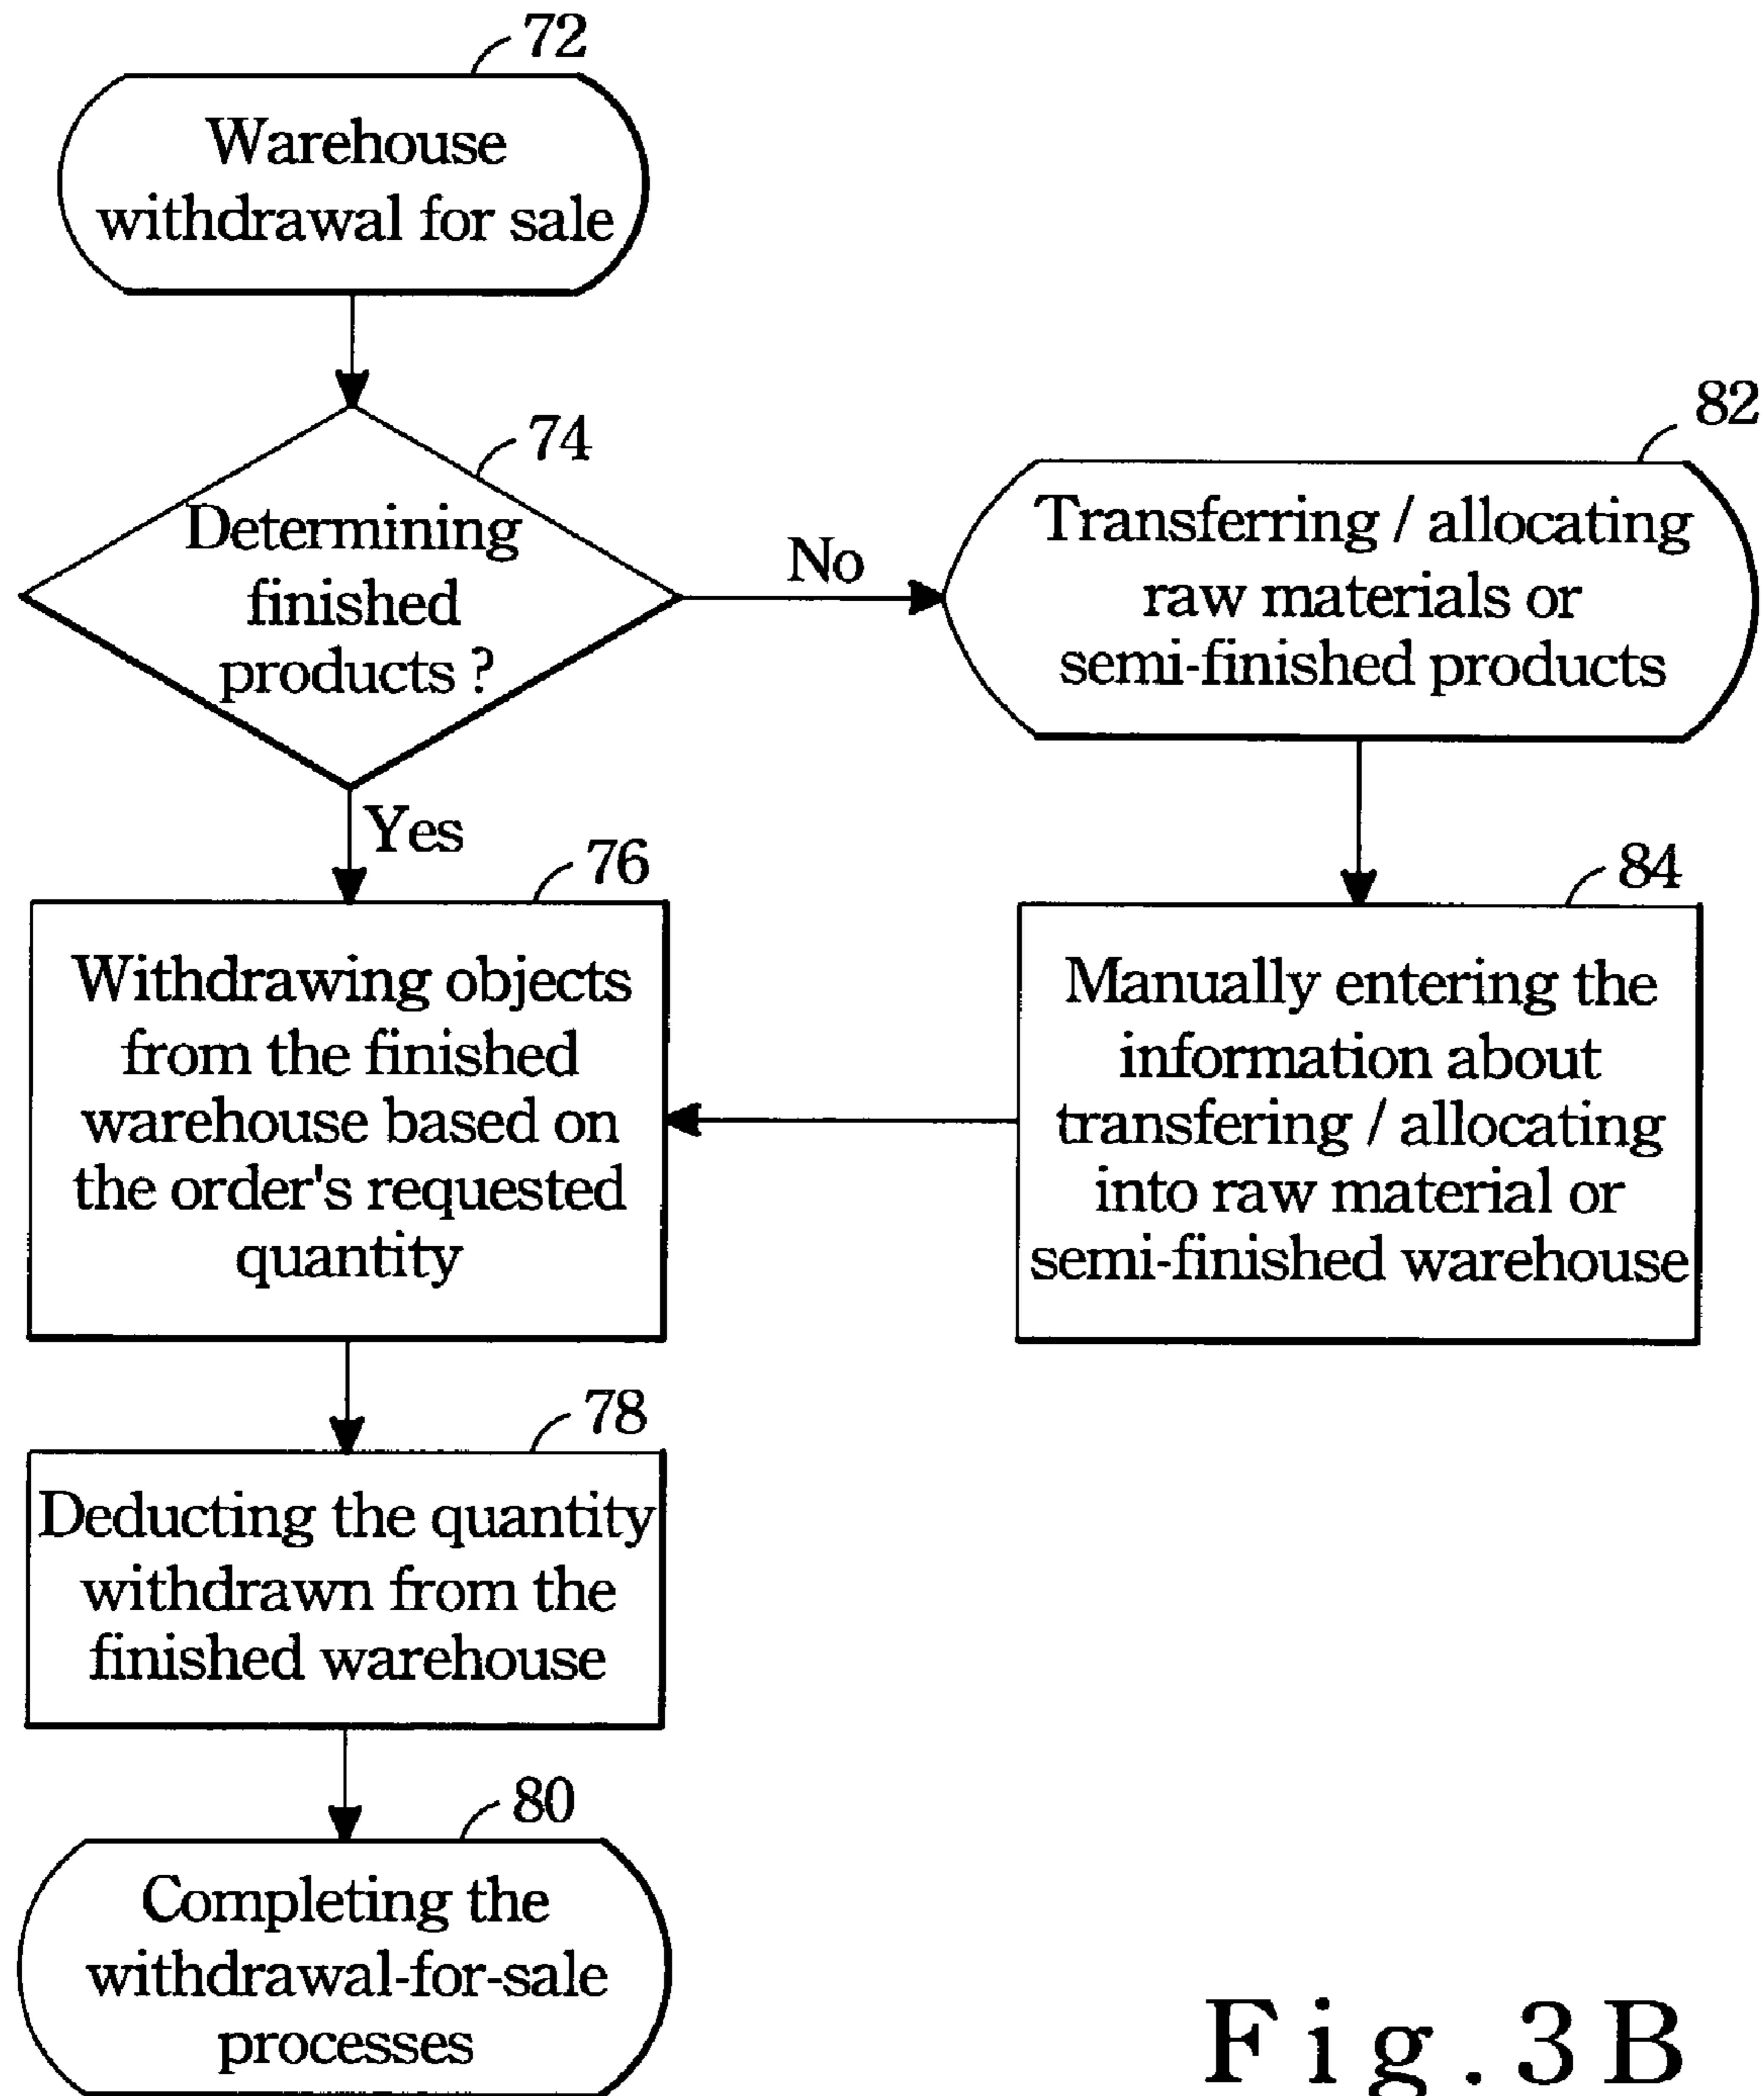 72
Warehouse
withdrawal for sale
74
Determining
finished
products ?
No
82
Transferring / allocating
raw materials or
semi-finished products
Yes
76
Withdrawing objects
from the finished
warehouse based on
the order's requested
quantity
84
Manually entering the
information about
transfering / allocating
into raw material or
semi-finished warehouse
78
Deducting the quantity
withdrawn from the
finished warehouse
80
Completing the
withdrawal-for-sale
processes
Fig.3B